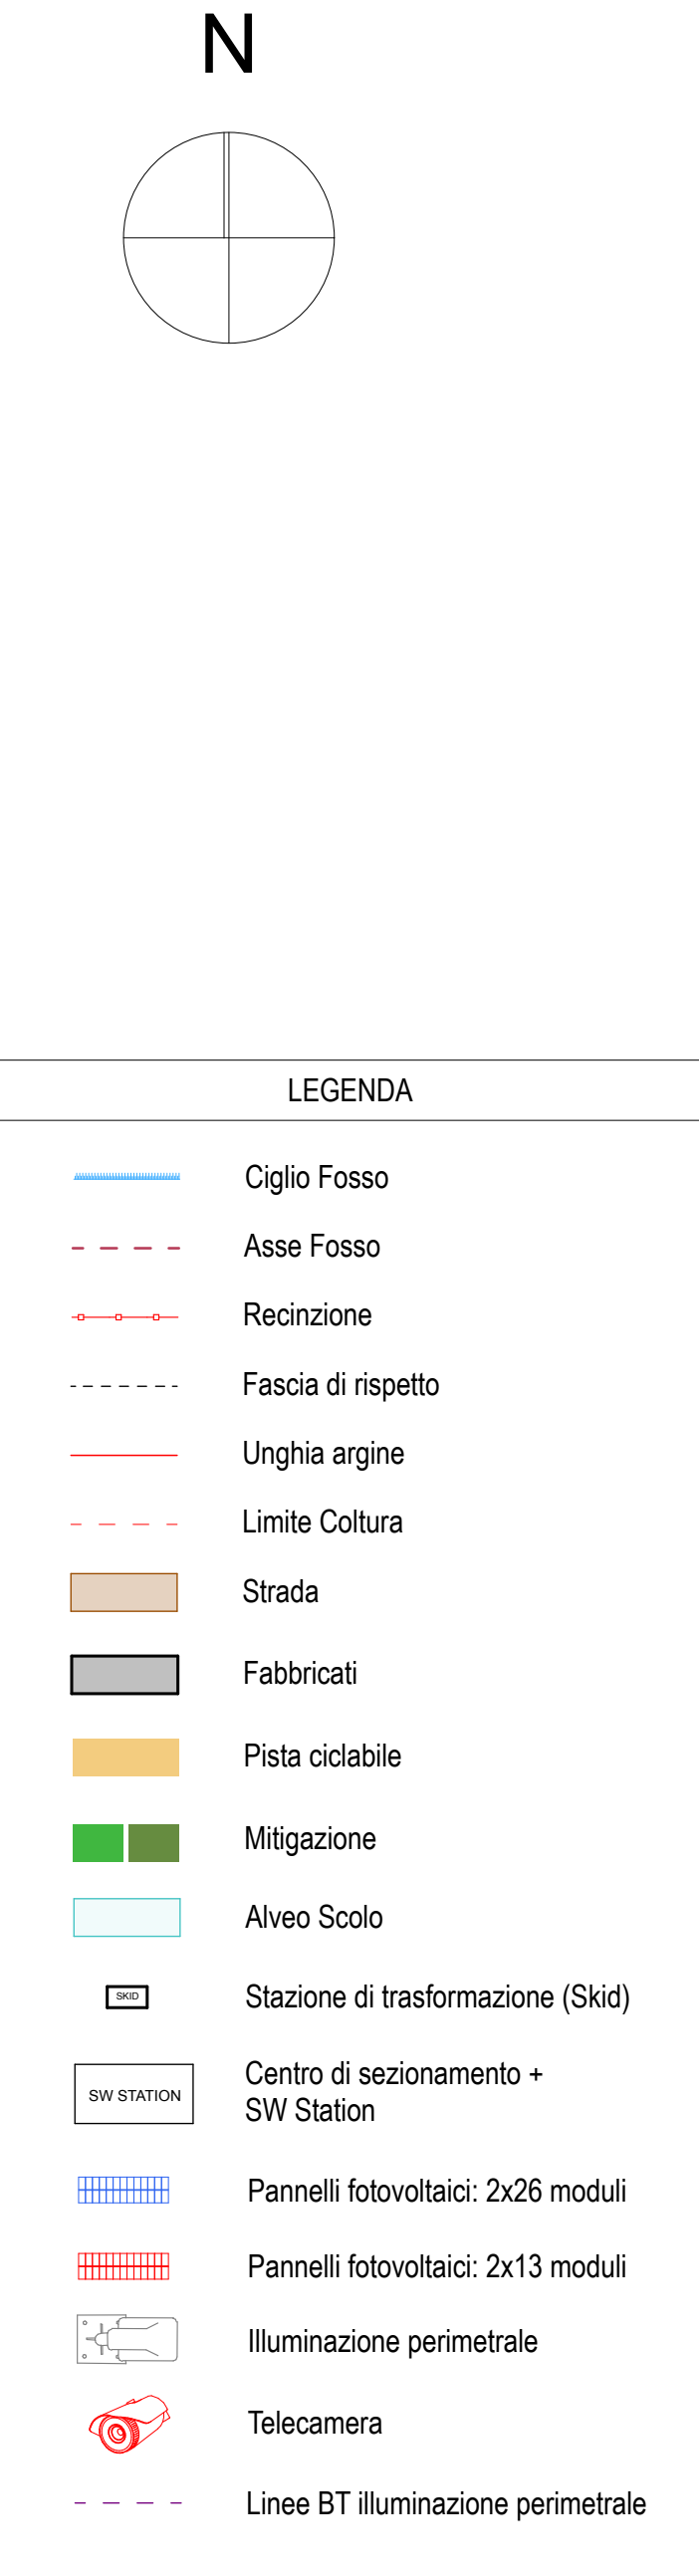 N
LEGENDA
Ciglio Fosso
Asse Fosso
Recinzione
Fascia di rispetto
Unghia argine
Limite Coltura
Strada
Fabbricati
Pista ciclabile
Mitigazione
Alveo Scolo
SKID
Stazione di trasformazione (Skid)
SW STATION
Centro di sezionamento +
SW Station
Pannelli fotovoltaici: 2x26 moduli
Pannelli fotovoltaici: 2x13 moduli
Illuminazione perimetrale
Telecamera
Linee BT illuminazione perimetrale